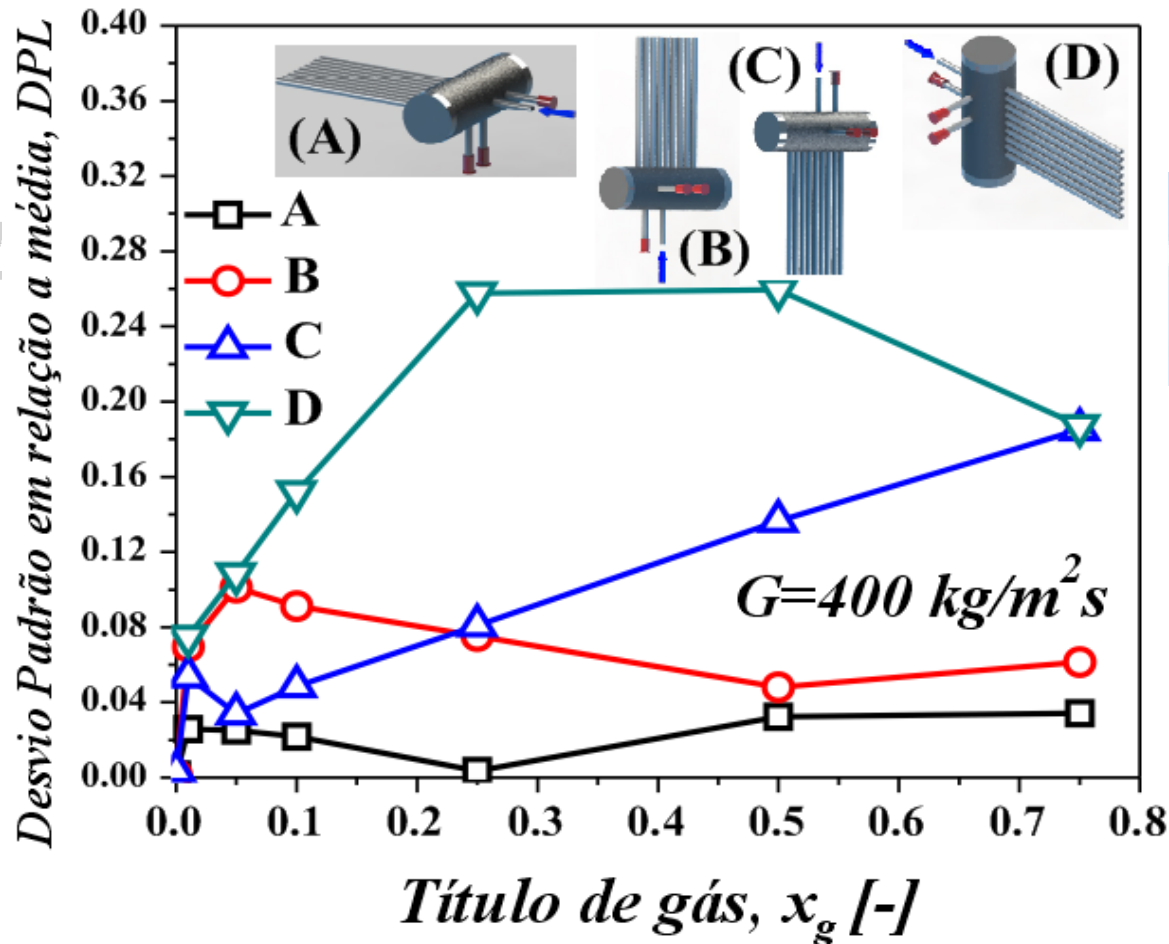 Desvio Padrão em relação a média, DPL
0.40
0.36
0.32
0.28
0.24
0.20
0.16
0.12
0.08
0.04
0.00
(A)
(B)
(C)
(D)
A
B
C
D
G=400 kg/m²s
0.0 0.1 0.2 0.3 0.4 0.5 0.6 0.7 0.8
Título de gás, x_g [-]